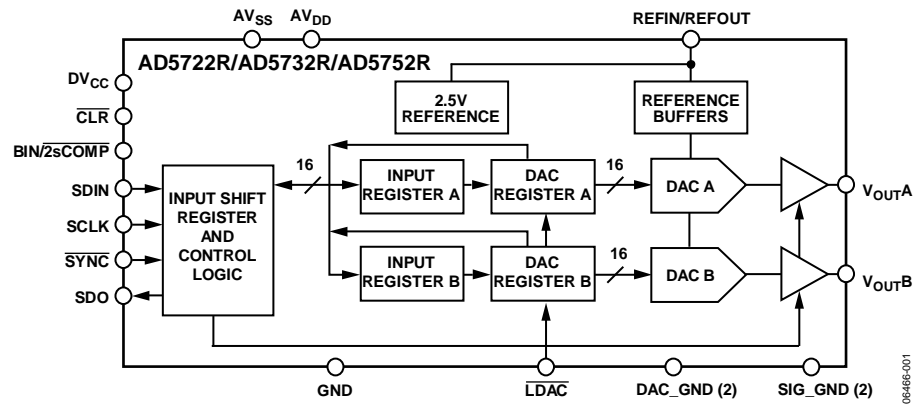 AVSS AVDD REFIN/REFOUT
AD5722R/AD5732R/AD5752R
DVCC
CLR
BIN/2sCOMP
SDIN
SCLK
SYNC
SDO
INPUT SHIFT
REGISTER
AND
CONTROL
LOGIC
2.5V
REFERENCE
REFERENCE
BUFFERS
16
INPUT
REGISTER A
DAC
REGISTER A
16
DAC A
VOUTA
INPUT
REGISTER B
DAC
REGISTER B
16
DAC B
VOUTB
GND
LDAC
DAC_GND (2)
SIG_GND (2)
06466-001